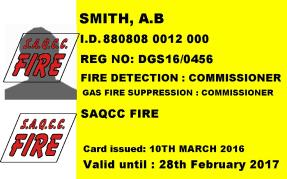 SMITH, A.B
I.D. 880808 0012 000
S.A.Q.C.C.
FIRE
REG NO: DGS16/0456
FIRE DETECTION : COMMISSIONER
GAS FIRE SUPPRESSION : COMMISSIONER
SAQCC FIRE
S.A.Q.C.C.
FIRE
Card issued: 10TH MARCH 2016
Valid until : 28th February 2017